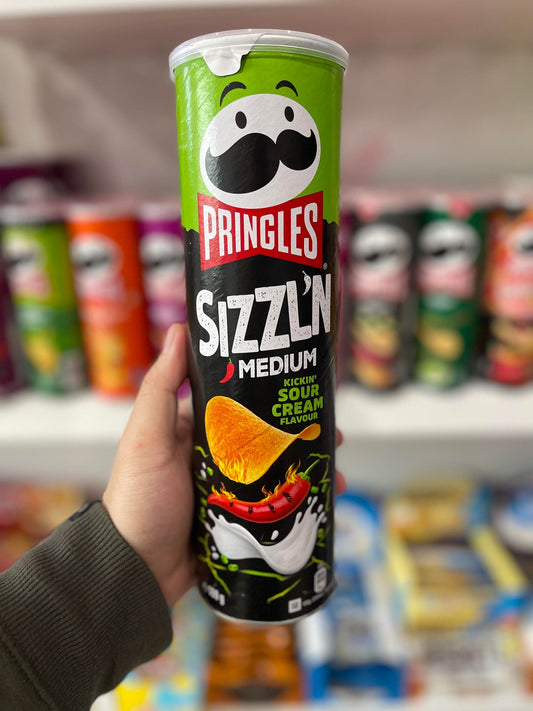 PRINGLES
SIZZL'N®
MEDIUM
KICKIN'
SOUR
CREAM
FLAVOUR